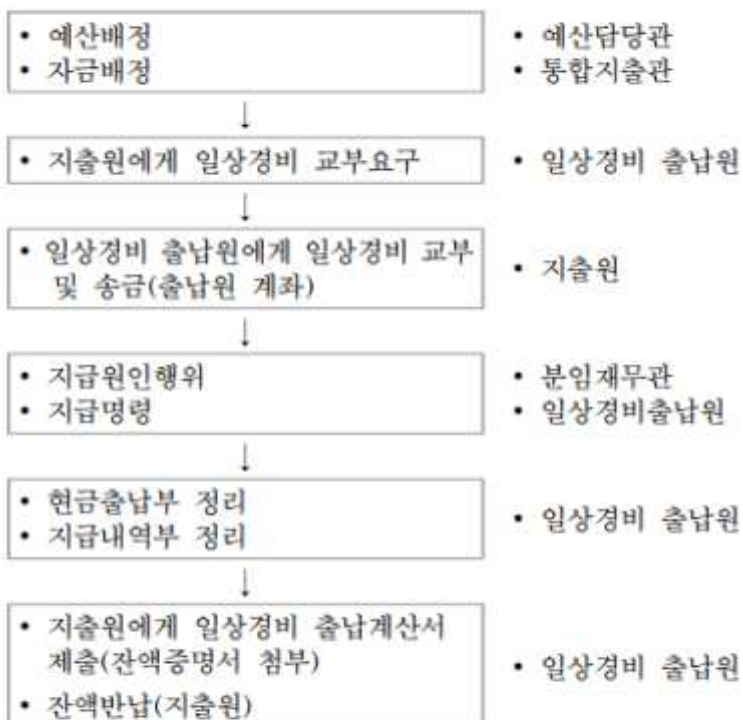 • 예산배정 • 예산담당관
• 자금배정 • 통합지출관
↓
• 지출원에게 일상경비 교부요구 • 일상경비 출납원
↓
• 일상경비 출납원에게 일상경비 교부
및 송금(출납원 계좌) • 지출원
↓
• 지급원인행위 • 분임재무관
• 지급명령 • 일상경비출납원
↓
• 현금출납부 정리
• 지급내역부 정리 • 일상경비 출납원
↓
• 지출원에게 일상경비 출납계산서
제출(잔액증명서 첨부) • 일상경비 출납원
• 잔액반납(지출원)